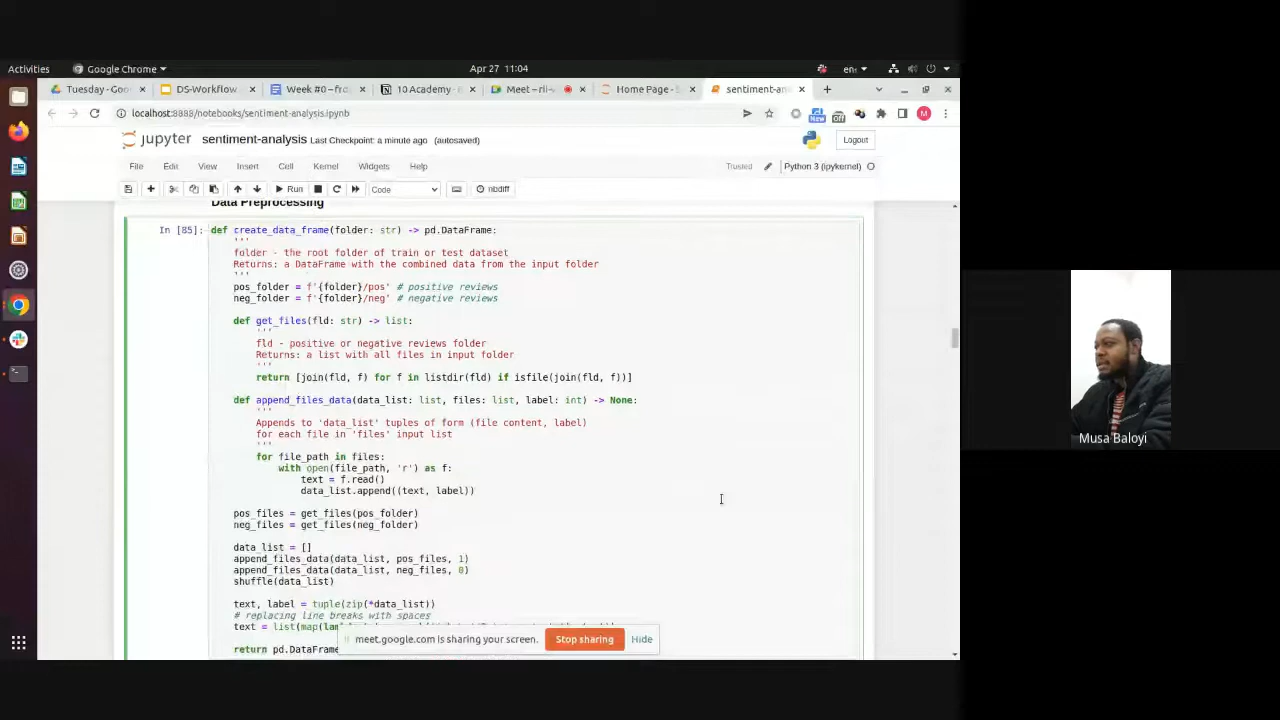 Activities
Google Chrome
Apr 27 11:04
en
Tuesday - Goo
DS-Workflow
Week #0 – fro
10 Academy -
Meet – rli-
Home Page - S
sentiment-an
localhost:8888/notebooks/sentiment-analysis.ipynb
New
Off
M
jupyter sentiment-analysis Last Checkpoint: a minute ago (autosaved)
Logout
File Edit View Insert Cell Kernel Widgets Help
Trusted
Python 3 (ipykernel)
Run
Code
nbdiff
Data Preprocessing
In [85]:
def create_data_frame(folder: str) -> pd.DataFrame:
'''
folder - the root folder of train or test dataset
Returns: a DataFrame with the combined data from the input folder
'''
pos_folder = f'{folder}/pos' # positive reviews
neg_folder = f'{folder}/neg' # negative reviews
def get_files(fld: str) -> list:
'''
fld - positive or negative reviews folder
Returns: a list with all files in input folder
'''
return [join(fld, f) for f in listdir(fld) if isfile(join(fld, f))]
def append_files_data(data_list: list, files: list, label: int) -> None:
'''
Appends to 'data_list' tuples of form (file content, label)
for each file in 'files' input list
'''
for file_path in files:
with open(file_path, 'r') as f:
text = f.read()
data_list.append((text, label))
pos_files = get_files(pos_folder)
neg_files = get_files(neg_folder)
data_list = []
append_files_data(data_list, pos_files, 1)
append_files_data(data_list, neg_files, 0)
shuffle(data_list)
text, label = tuple(zip(*data_list))
# replacing line breaks with spaces
text = list(map(lam
return pd.DataFrame
meet.google.com is sharing your screen.
Stop sharing
Hide
Musa Baloyi